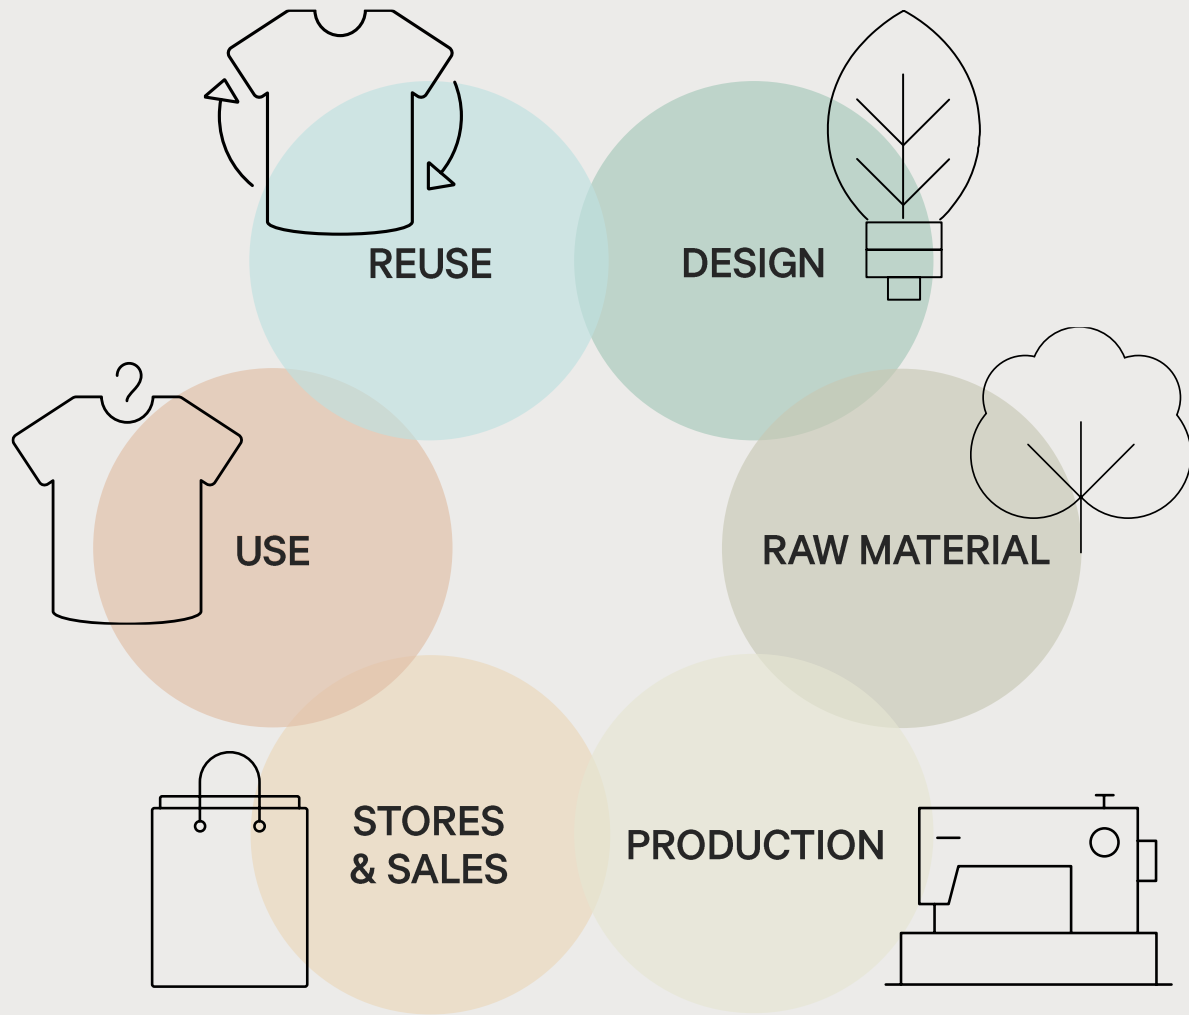 REUSE
DESIGN
USE
RAW MATERIAL
STORES
& SALES
PRODUCTION